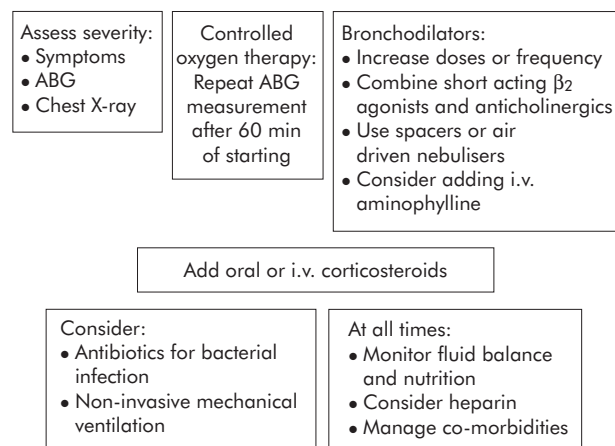 Assess severity:
• Symptoms
• ABG
• Chest X-ray
Controlled
oxygen therapy:
Repeat ABG
measurement
after 60 min
of starting
Bronchodilators:
• Increase doses or frequency
• Combine short acting β2
agonists and anticholinergics
• Use spacers or air
driven nebulisers
• Consider adding i.v.
aminophylline
Add oral or i.v. corticosteroids
Consider:
• Antibiotics for bacterial
infection
• Non-invasive mechanical
ventilation
At all times:
• Monitor fluid balance
and nutrition
• Consider heparin
• Manage co-morbidities